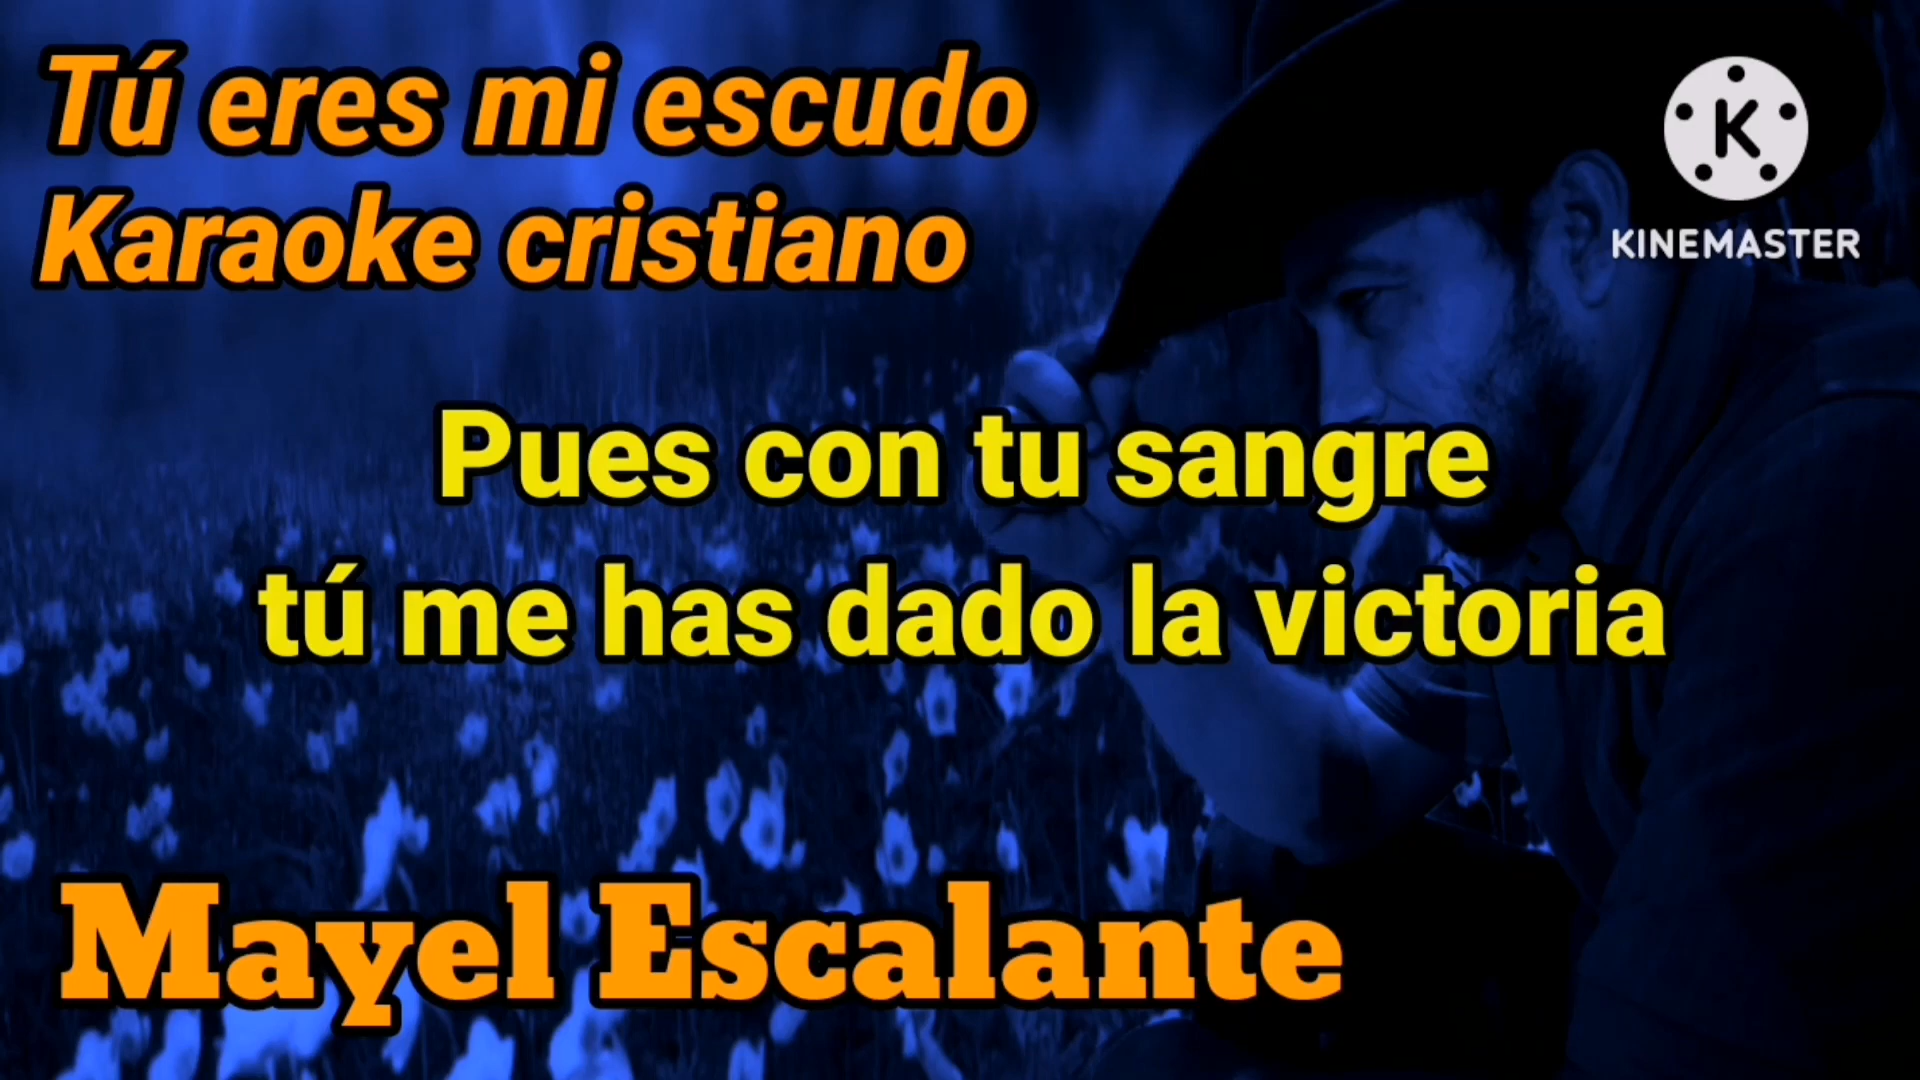 Tú eres mi escudo
Karaoke cristiano
K
KINEMASTER
Pues con tu sangre
tú me has dado la victoria
Mayel Escalante